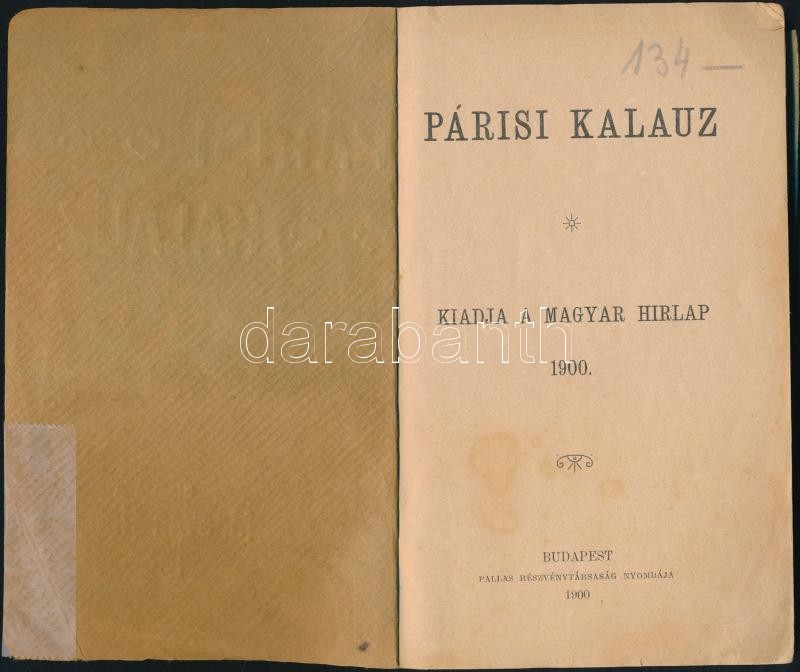 134 —
PÁRISI KALAUZ
KIADJA A MAGYAR HIRLAP
darabanth
1900.
BUDAPEST
PALLAS RÉSZVÉNYTÁRSASÁG NYOMDÁJA
1900